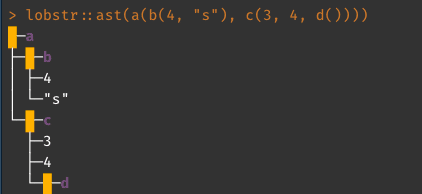 > lobstr::ast(a(b(4, "s"), c(3, 4, d())))
█─a
├─█─b
│ ├─4
│ └─"s"
└─█─c
├─3
├─4
└─█─d